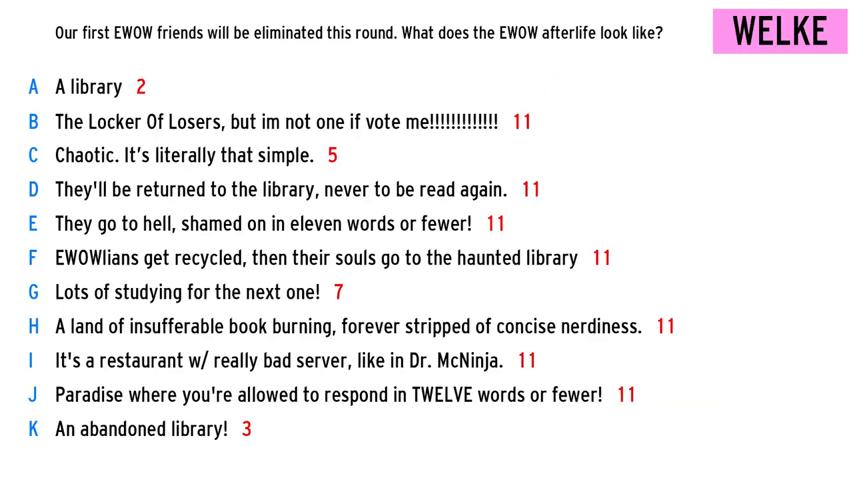 Our first EWOW friends will be eliminated this round. What does the EWOW afterlife look like?
WELKE
A A library 2
B The Locker Of Losers, but im not one if vote me!!!!!!!!!!!!! 11
C Chaotic. It's literally that simple. 5
D They'll be returned to the library, never to be read again. 11
E They go to hell, shamed on in eleven words or fewer! 11
F EWOWlians get recycled, then their souls go to the haunted library 11
G Lots of studying for the next one! 7
H A land of insufferable book burning, forever stripped of concise nerdiness. 11
I It's a restaurant w/ really bad server, like in Dr. McNinja. 11
J Paradise where you're allowed to respond in TWELVE words or fewer! 11
K An abandoned library! 3